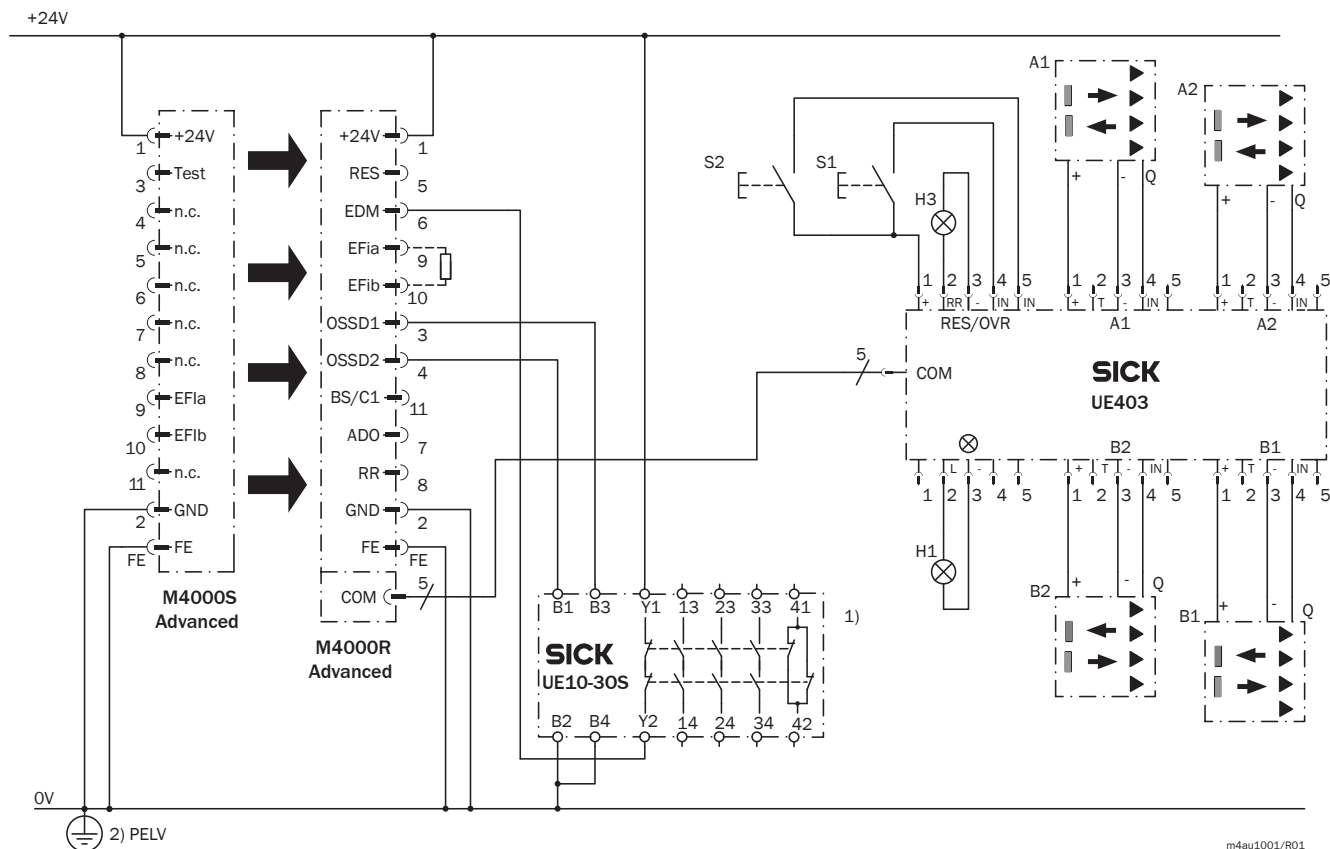 +24V
+24V
1
Test
3
n.c.
4
n.c.
5
n.c.
6
n.c.
7
n.c.
8
EFIa
9
EFIb
10
n.c.
11
GND
2
FE
FE
M4000S
Advanced
+24V
1
RES
5
EDM
6
EFia
9
EFib
10
OSSD1
3
OSSD2
4
BS/C1
11
ADO
7
RR
8
GND
2
FE
FE
COM
5
M4000R
Advanced
B1 B3 Y1 13 23 33 41
1)
SICK
UE10-30S
B2 B4 Y2 14 24 34 42
S2
S1
H3
A1
+ - Q
A2
+ - Q
1 2 3 4 5
+ RR - IN IN
RES/OVR
1 2 3 4 5
+ T - IN
A1
1 2 3 4 5
+ T - IN
A2
5
COM
SICK
UE403
B2
B1
L -
1 2 3 4 5
+ T - IN
1 2 3 4 5
+ T - IN
1 2 3 4 5
H1
+ - Q
B2
+ - Q
B1
0V
2) PELV
m4au1001/R01